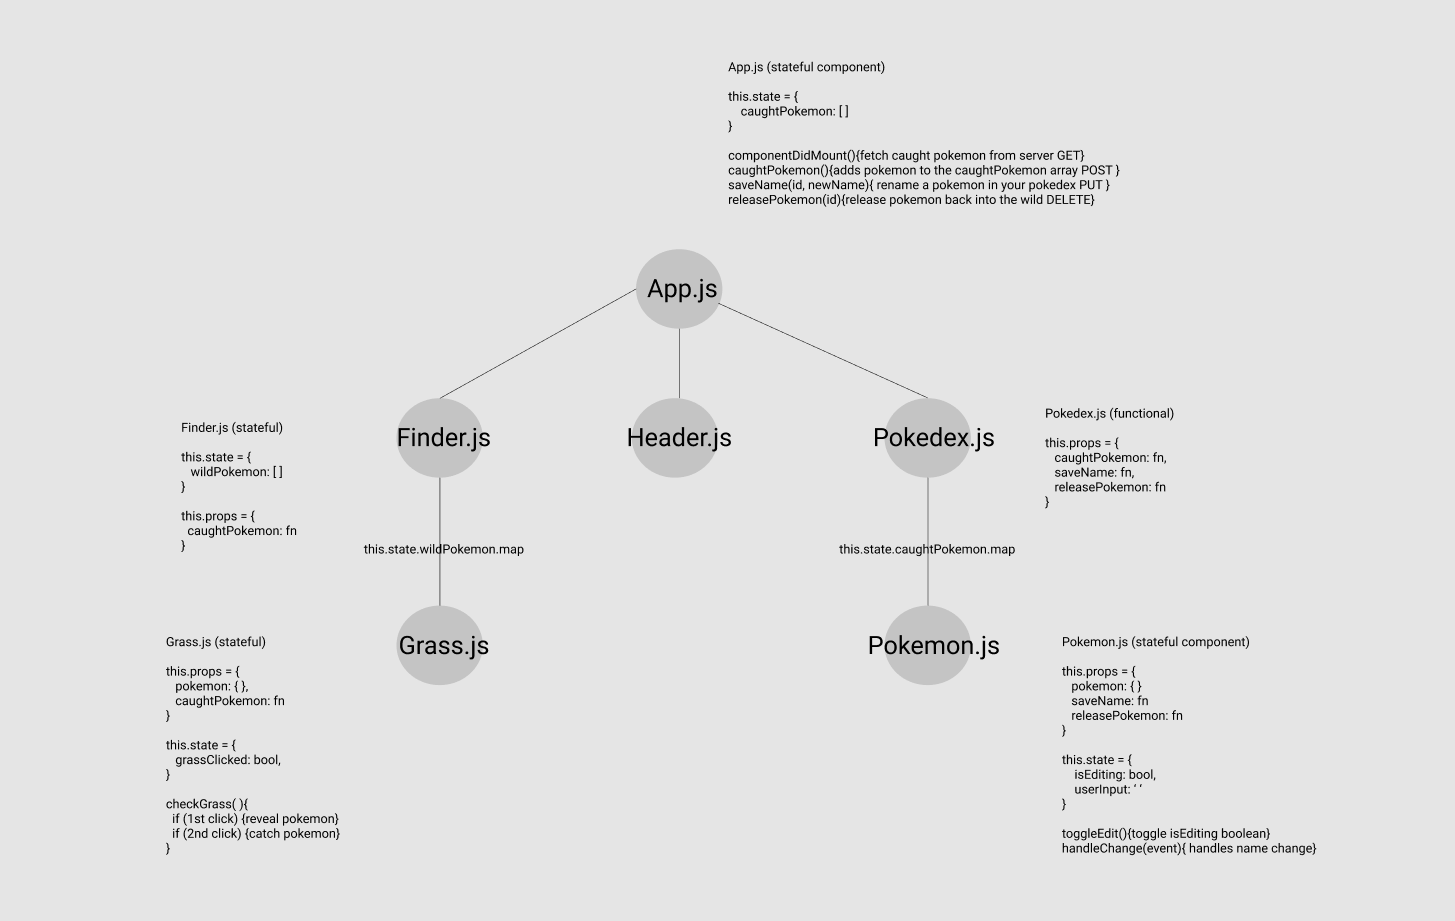 App.js (stateful component)
this.state = {
caughtPokemon: [ ]
}
componentDidMount(){fetch caught pokemon from server GET}
caughtPokemon(){adds pokemon to the caughtPokemon array POST }
saveName(id, newName){ rename a pokemon in your pokedex PUT }
releasePokemon(id){release pokemon back into the wild DELETE}
App.js
Finder.js
Header.js
Pokedex.js
Finder.js (stateful)
this.state = {
wildPokemon: [ ]
}
this.props = {
caughtPokemon: fn
}
Pokedex.js (functional)
this.props = {
caughtPokemon: fn,
saveName: fn,
releasePokemon: fn
}
this.state.wildPokemon.map
this.state.caughtPokemon.map
Grass.js
Pokemon.js
Grass.js (stateful)
this.props = {
pokemon: { },
caughtPokemon: fn
}
this.state = {
grassClicked: bool,
}
checkGrass( ){
if (1st click) {reveal pokemon}
if (2nd click) {catch pokemon}
}
Pokemon.js (stateful component)
this.props = {
pokemon: { }
saveName: fn
releasePokemon: fn
}
this.state = {
isEditing: bool,
userInput: ‘ ‘
}
toggleEdit(){toggle isEditing boolean}
handleChange(event){ handles name change}